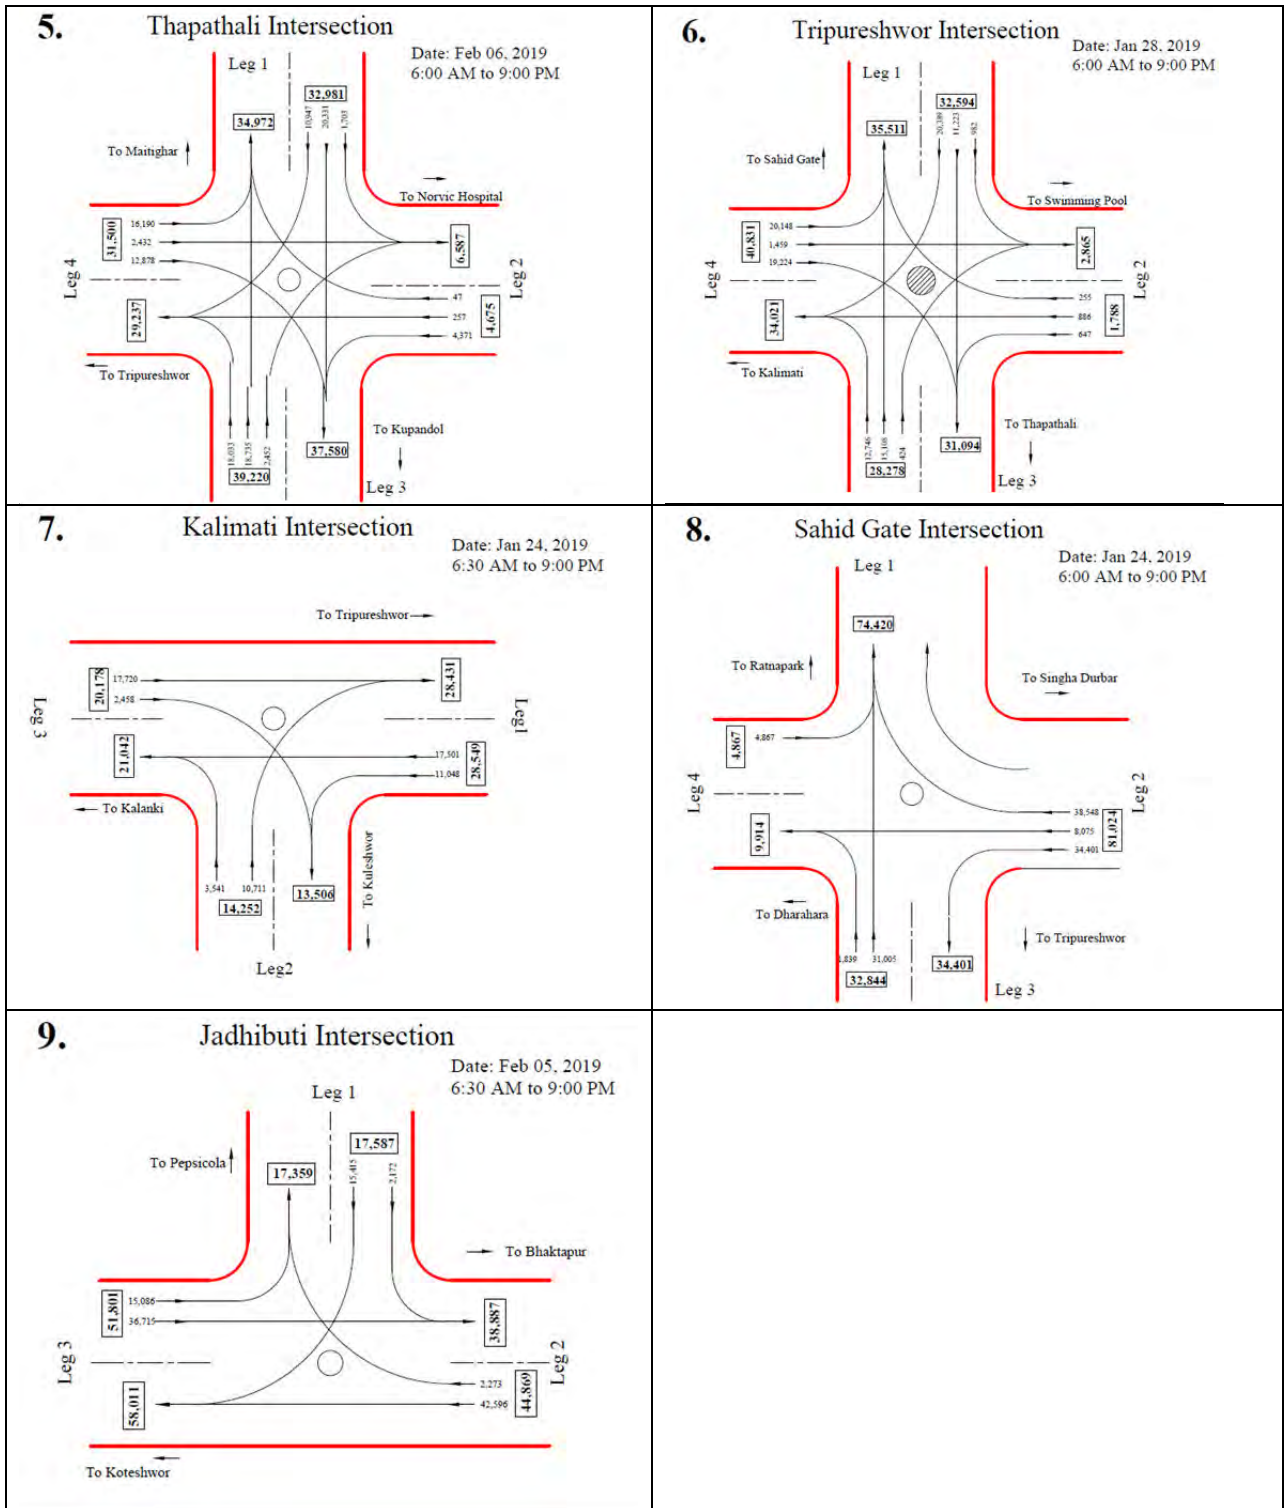 5.
Thapathali Intersection
Date: Feb 06, 2019
6:00 AM to 9:00 PM
Leg 1
32,981
34,972
10,947
20,331
1,703
To Maitighar
To Norvic Hospital
31,500
16,190
2,432
12,878
6,587
Leg 4
Leg 2
29,237
47
257
4,371
4,675
To Tripureshwor
18,033
18,735
2,452
39,220
37,580
To Kupandol
Leg 3
6.
Tripureshwor Intersection
Date: Jan 28, 2019
6:00 AM to 9:00 PM
Leg 1
32,594
35,511
20,389
11,223
982
To Sahid Gate
To Swimming Pool
40,831
20,148
1,459
19,224
2,865
Leg 4
Leg 2
34,021
255
886
647
1,788
To Kalimati
12,746
15,108
424
28,278
31,094
To Thapathali
Leg 3
7.
Kalimati Intersection
Date: Jan 24, 2019
6:30 AM to 9:00 PM
To Tripureshwor
20,178
17,720
2,458
28,431
Leg 3
Leg1
21,042
17,501
11,048
28,549
To Kalanki
3,541
10,711
14,252
13,506
To Kuleshwor
Leg2
8.
Sahid Gate Intersection
Date: Jan 24, 2019
6:00 AM to 9:00 PM
Leg 1
74,420
To Ratnapark
To Singha Durbar
4,867
4,867
Leg 4
Leg 2
9,914
38,548
8,075
34,401
81,024
To Dharahara
To Tripureshwor
1,839
31,005
32,844
34,401
Leg 3
9.
Jadhibuti Intersection
Date: Feb 05, 2019
6:30 AM to 9:00 PM
Leg 1
17,587
17,359
15,415
2,172
To Pepsicola
To Bhaktapur
51,801
15,086
36,715
38,887
Leg 3
Leg 2
58,011
2,273
42,596
44,869
To Koteshwor